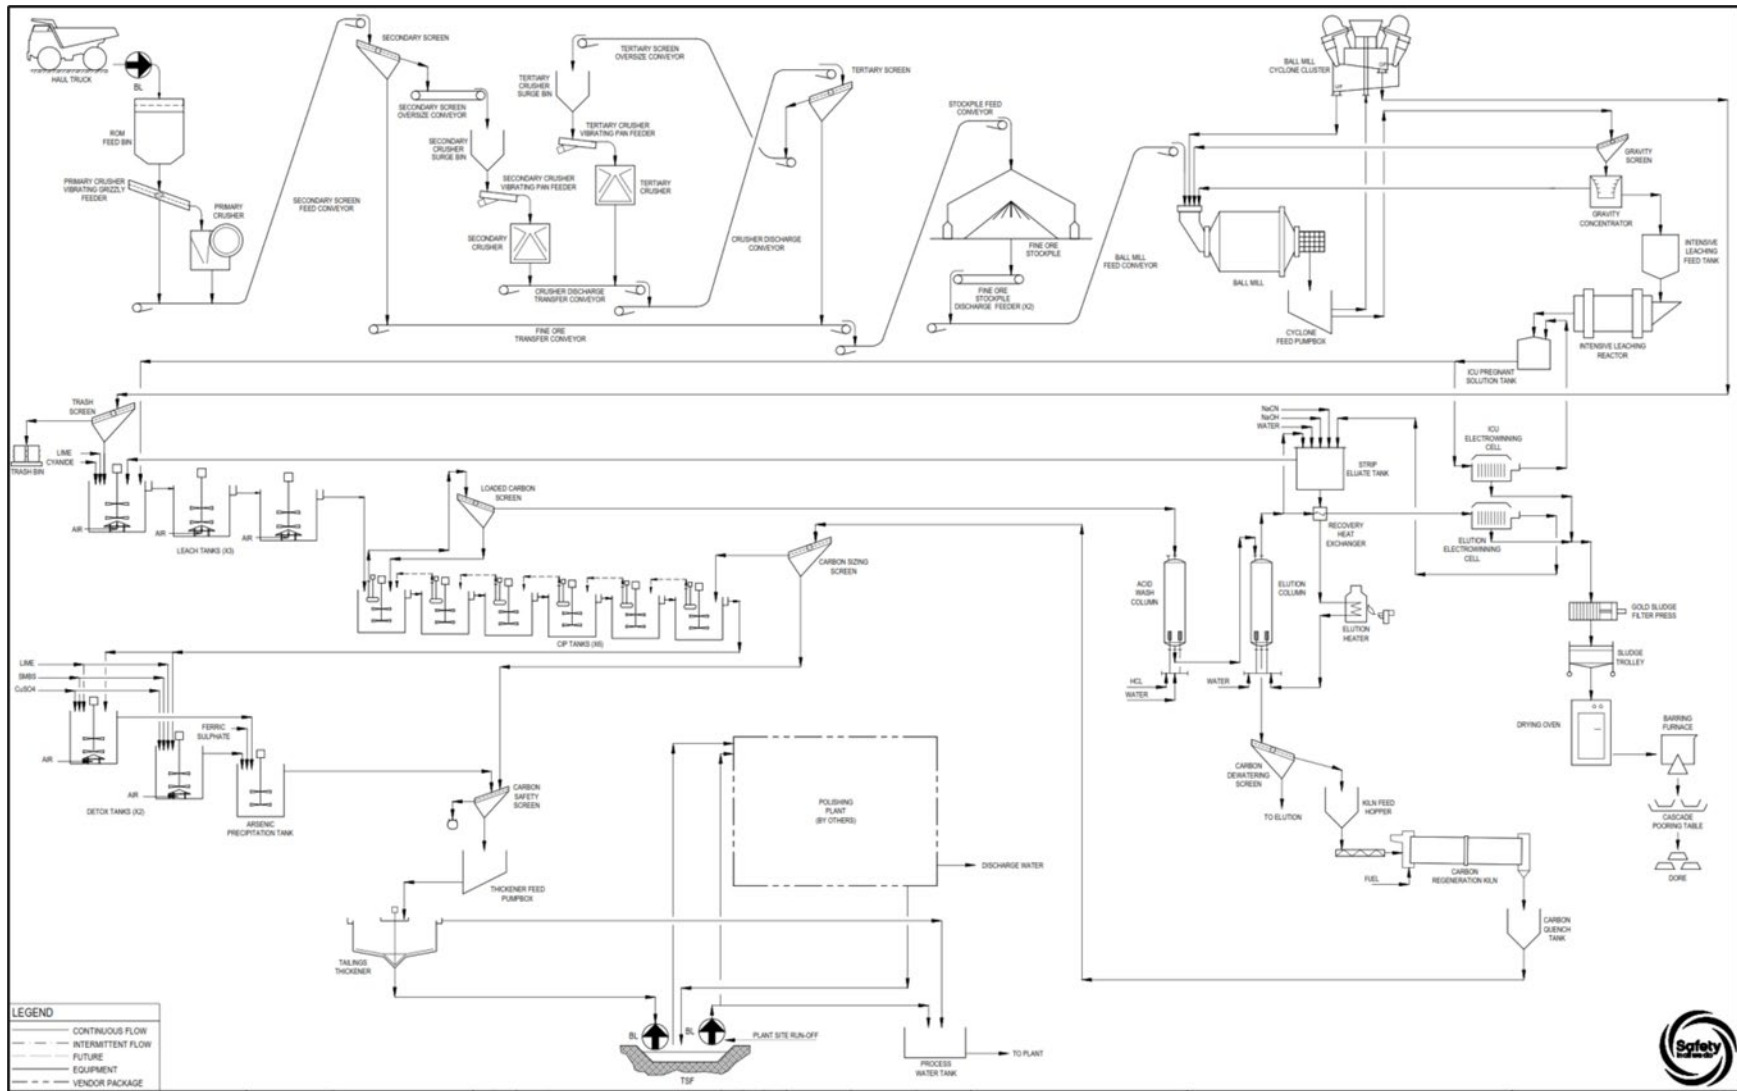 HAUL TRUCK
BL
ROM
FEED BIN
PRIMARY CRUSHER
VIBRATING GRIZZLY
FEEDER
PRIMARY
CRUSHER
SECONDARY SCREEN
FEED CONVEYOR
SECONDARY SCREEN
SECONDARY SCREEN
OVERSIZE CONVEYOR
SECONDARY
CRUSHER
SURGE BIN
SECONDARY CRUSHER
VIBRATING PAN FEEDER
SECONDARY
CRUSHER
TERTIARY SCREEN
OVERSIZE CONVEYOR
TERTIARY
CRUSHER
SURGE BIN
TERTIARY CRUSHER
VIBRATING PAN FEEDER
TERTIARY
CRUSHER
CRUSHER DISCHARGE
TRANSFER CONVEYOR
CRUSHER DISCHARGE
CONVEYOR
TERTIARY SCREEN
FINE ORE
TRANSFER CONVEYOR
STOCKPILE FEED
CONVEYOR
FINE ORE
STOCKPILE
FINE ORE
STOCKPILE
DISCHARGE FEEDER (X2)
BALL MILL
FEED CONVEYOR
BALL MILL
CYCLONE CLUSTER
U/F
O/F
BALL MILL
CYCLONE
FEED PUMPBOX
GRAVITY
SCREEN
GRAVITY
CONCENTRATOR
INTENSIVE
LEACHING
FEED TANK
INTENSIVE LEACHING
REACTOR
ICU PREGNANT
SOLUTION TANK
TRASH
SCREEN
TRASH BIN
LIME
CYANIDE
AIR
AIR
AIR
LEACH TANKS (X3)
LOADED CARBON
SCREEN
CIP TANKS (X6)
CARBON SIZING
SCREEN
NaCN
NaOH
WATER
STRIP
ELUATE TANK
RECOVERY
HEAT
EXCHANGER
ICU
ELECTROWINNING
CELL
ELUTION
ELECTROWINNING
CELL
ACID
WASH
COLUMN
ELUTION
COLUMN
ELUTION
HEATER
HCL
WATER
WATER
GOLD SLUDGE
FILTER PRESS
SLUDGE
TROLLEY
DRYING OVEN
BARRING
FURNACE
CASCADE
POORING TABLE
DORE
LIME
SMBS
CuSO4
AIR
AIR
DETOX TANKS (X2)
FERRIC
SULPHATE
ARSENIC
PRECIPITATION TANK
CARBON
SAFETY
SCREEN
THICKENER FEED
PUMPBOX
TAILINGS
THICKENER
POLISHING
PLANT
(BY OTHERS)
DISCHARGE WATER
CARBON
DEWATERING
SCREEN
TO ELUTION
KILN FEED
HOPPER
FUEL
CARBON
REGENERATION KILN
CARBON
QUENCH
TANK
BL
BL
PLANT SITE RUN-OFF
TSF
PROCESS
WATER TANK
TO PLANT
LEGEND
CONTINUOUS FLOW
INTERMITTENT FLOW
FUTURE
EQUIPMENT
VENDOR PACKAGE
Safety
in all we do